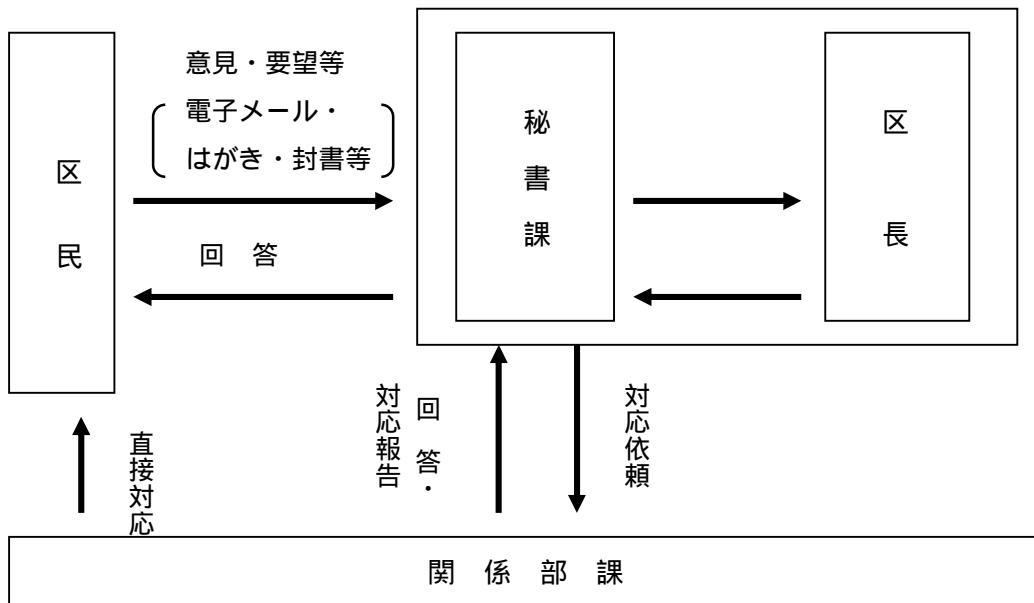 意見・要望等
電子メール・
はがき・封書等
区民
回 答
秘書課
区長
直接対応
回 答・
対応報告
対応依頼
関 係 部 課